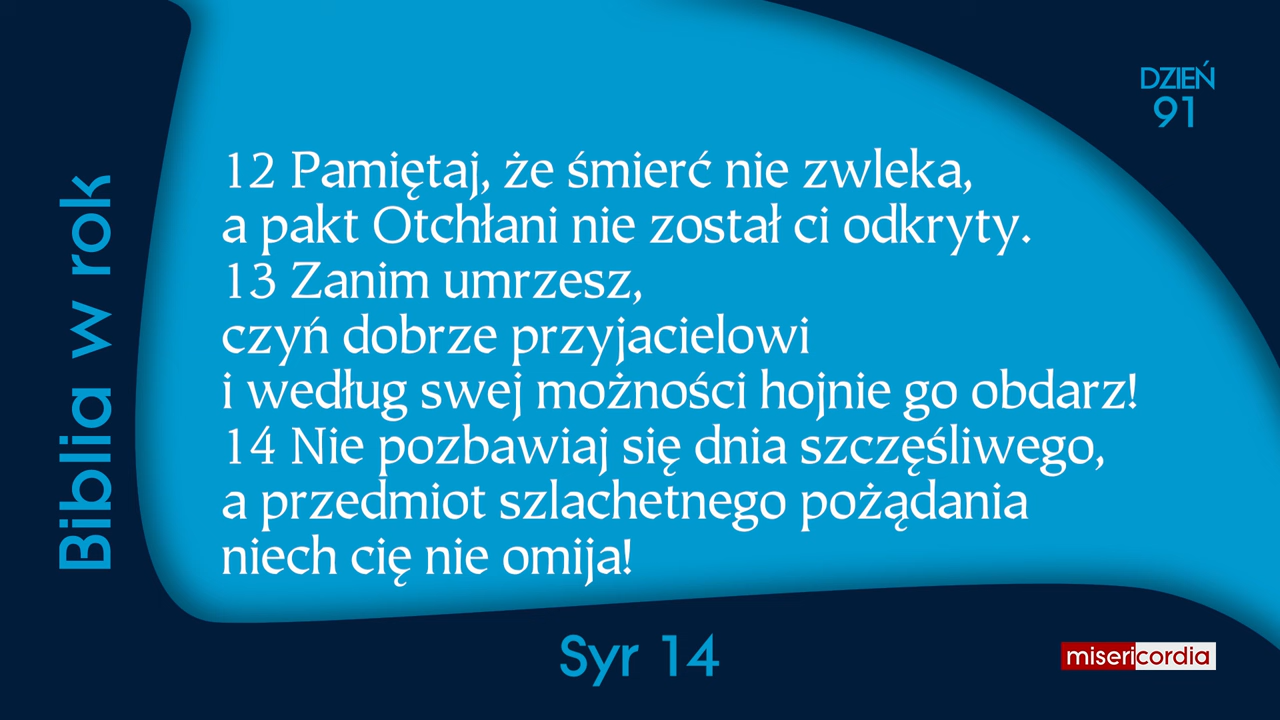 DZIEŃ
91
Biblia w rok
12 Pamiętaj, że śmierć nie zwleka,
a pakt Otchłani nie został ci odkryty.
13 Zanim umrzesz,
czyń dobrze przyjacielowi
i według swej możności hojnie go obdarz!
14 Nie pozbawiaj się dnia szczęśliwego,
a przedmiot szlachetnego pożądania
niech cię nie omija!
Syr 14
misericordia